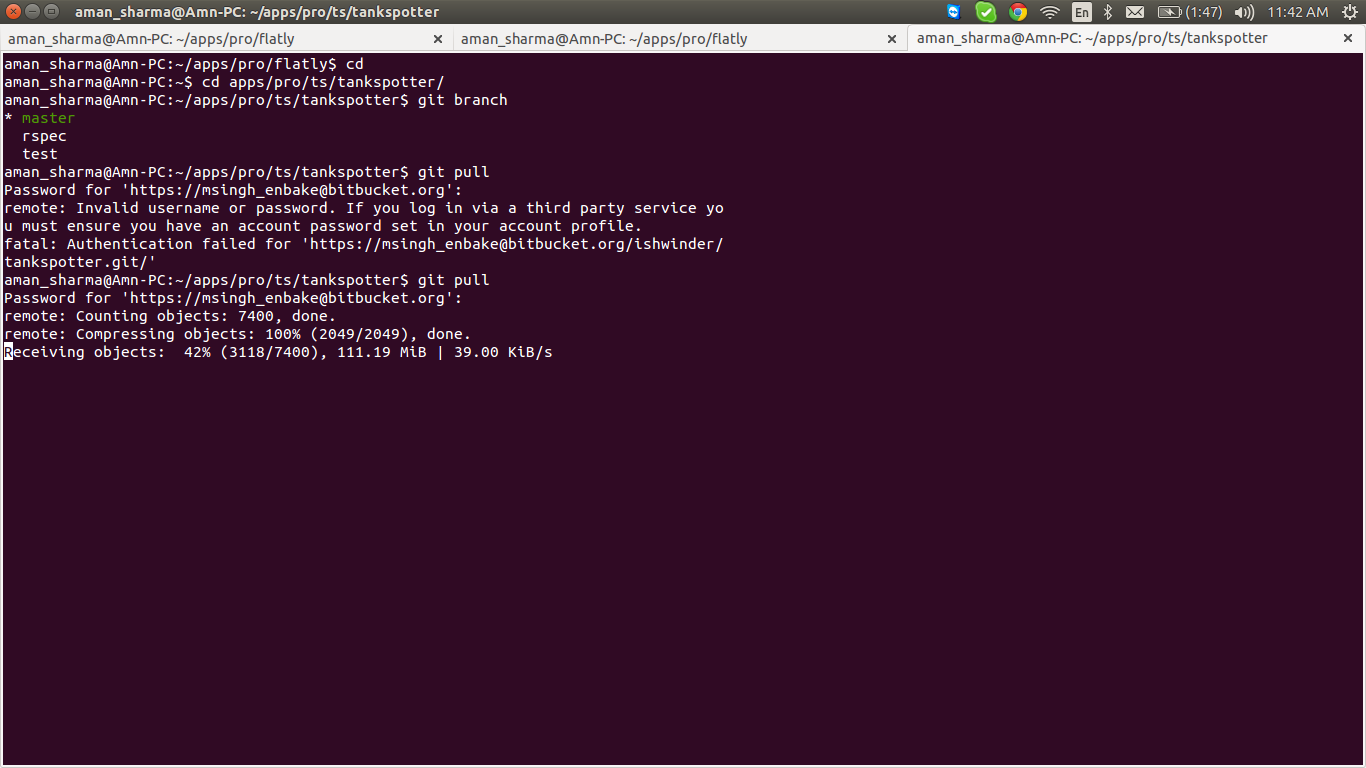 aman_sharma@Amn-PC: ~/apps/pro/ts/tankspotter
En
(1:47)
11:42 AM
aman_sharma@Amn-PC: ~/apps/pro/flatly
aman_sharma@Amn-PC: ~/apps/pro/flatly
aman_sharma@Amn-PC: ~/apps/pro/ts/tankspotter
aman_sharma@Amn-PC:~/apps/pro/flatly$ cd
aman_sharma@Amn-PC:~$ cd apps/pro/ts/tankspotter/
aman_sharma@Amn-PC:~/apps/pro/ts/tankspotter$ git branch
* master
  rspec
  test
aman_sharma@Amn-PC:~/apps/pro/ts/tankspotter$ git pull
Password for 'https://msingh_enbake@bitbucket.org':
remote: Invalid username or password. If you log in via a third party service yo
u must ensure you have an account password set in your account profile.
fatal: Authentication failed for 'https://msingh_enbake@bitbucket.org/ishwinder/
tankspotter.git/'
aman_sharma@Amn-PC:~/apps/pro/ts/tankspotter$ git pull
Password for 'https://msingh_enbake@bitbucket.org':
remote: Counting objects: 7400, done.
remote: Compressing objects: 100% (2049/2049), done.
Receiving objects:  42% (3118/7400), 111.19 MiB | 39.00 KiB/s